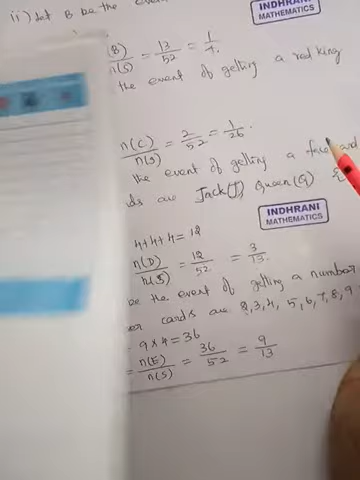 ii) Let B be the event
INDHRANI
MATHEMATICS
(B)
n(S) = 13/52 = 1/4.
the event of getting a red king
n(C)/n(S) = 2/52 = 1/26.
the event of getting a face card
ds are Jack(J), Queen(Q) &
INDHRANI
MATHEMATICS
4+4+4 = 12
n(D)/n(S) = 12/52 = 3/13.
be the event of getting a number
er cards are 2,3,4, 5,6,7,8,9
9 × 4 = 36
= n(E)/n(S) = 36/52 = 9/13